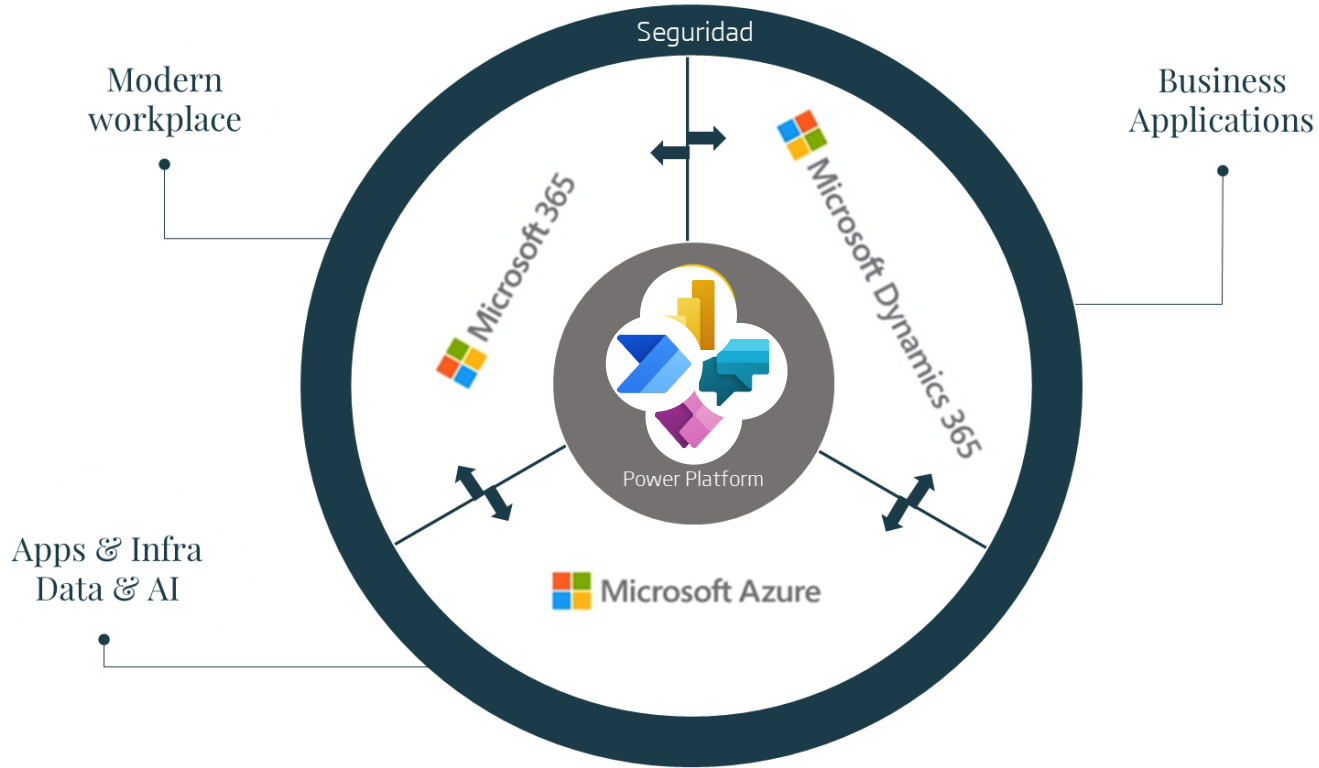 Seguridad
Modern
workplace
Business
Applications
Microsoft 365
Microsoft Dynamics 365
Power Platform
Apps & Infra
Data & AI
Microsoft Azure